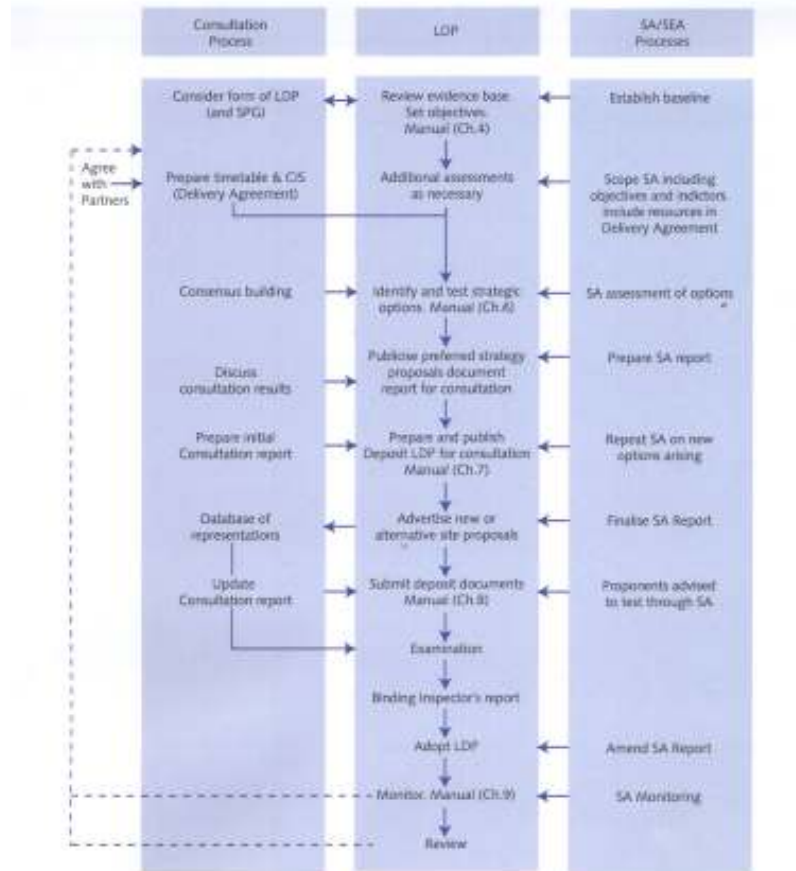 Consultation
Process
LDP
SA/SEA
Processes
Consider form of LDP
(and SPG)
Review evidence base.
Set objectives.
Manual (Ch.4)
Establish baseline
Agree
with
Partners
Prepare timetable & CIS
(Delivery Agreement)
Additional assessments
as necessary
Scope SA including
objectives and indictors
include resources in
Delivery Agreement
Consensus building
Identify and test strategic
options. Manual (Ch.6)
SA assessment of options
Discuss
consultation results
Publicise preferred strategy
proposals document
report for consultation
Prepare SA report
Prepare initial
Consultation report
Prepare and publish
Deposit LDP for consultation
Manual (Ch.7)
Repeat SA on new
options arising
Database of
representations
Advertise new or
alternative site proposals
Finalise SA Report
Update
Consultation report
Submit deposit documents
Manual (Ch.8)
Proponents advised
to test through SA
Examination
Binding Inspector's report
Adopt LDP
Amend SA Report
Monitor. Manual (Ch.9)
SA Monitoring
Review